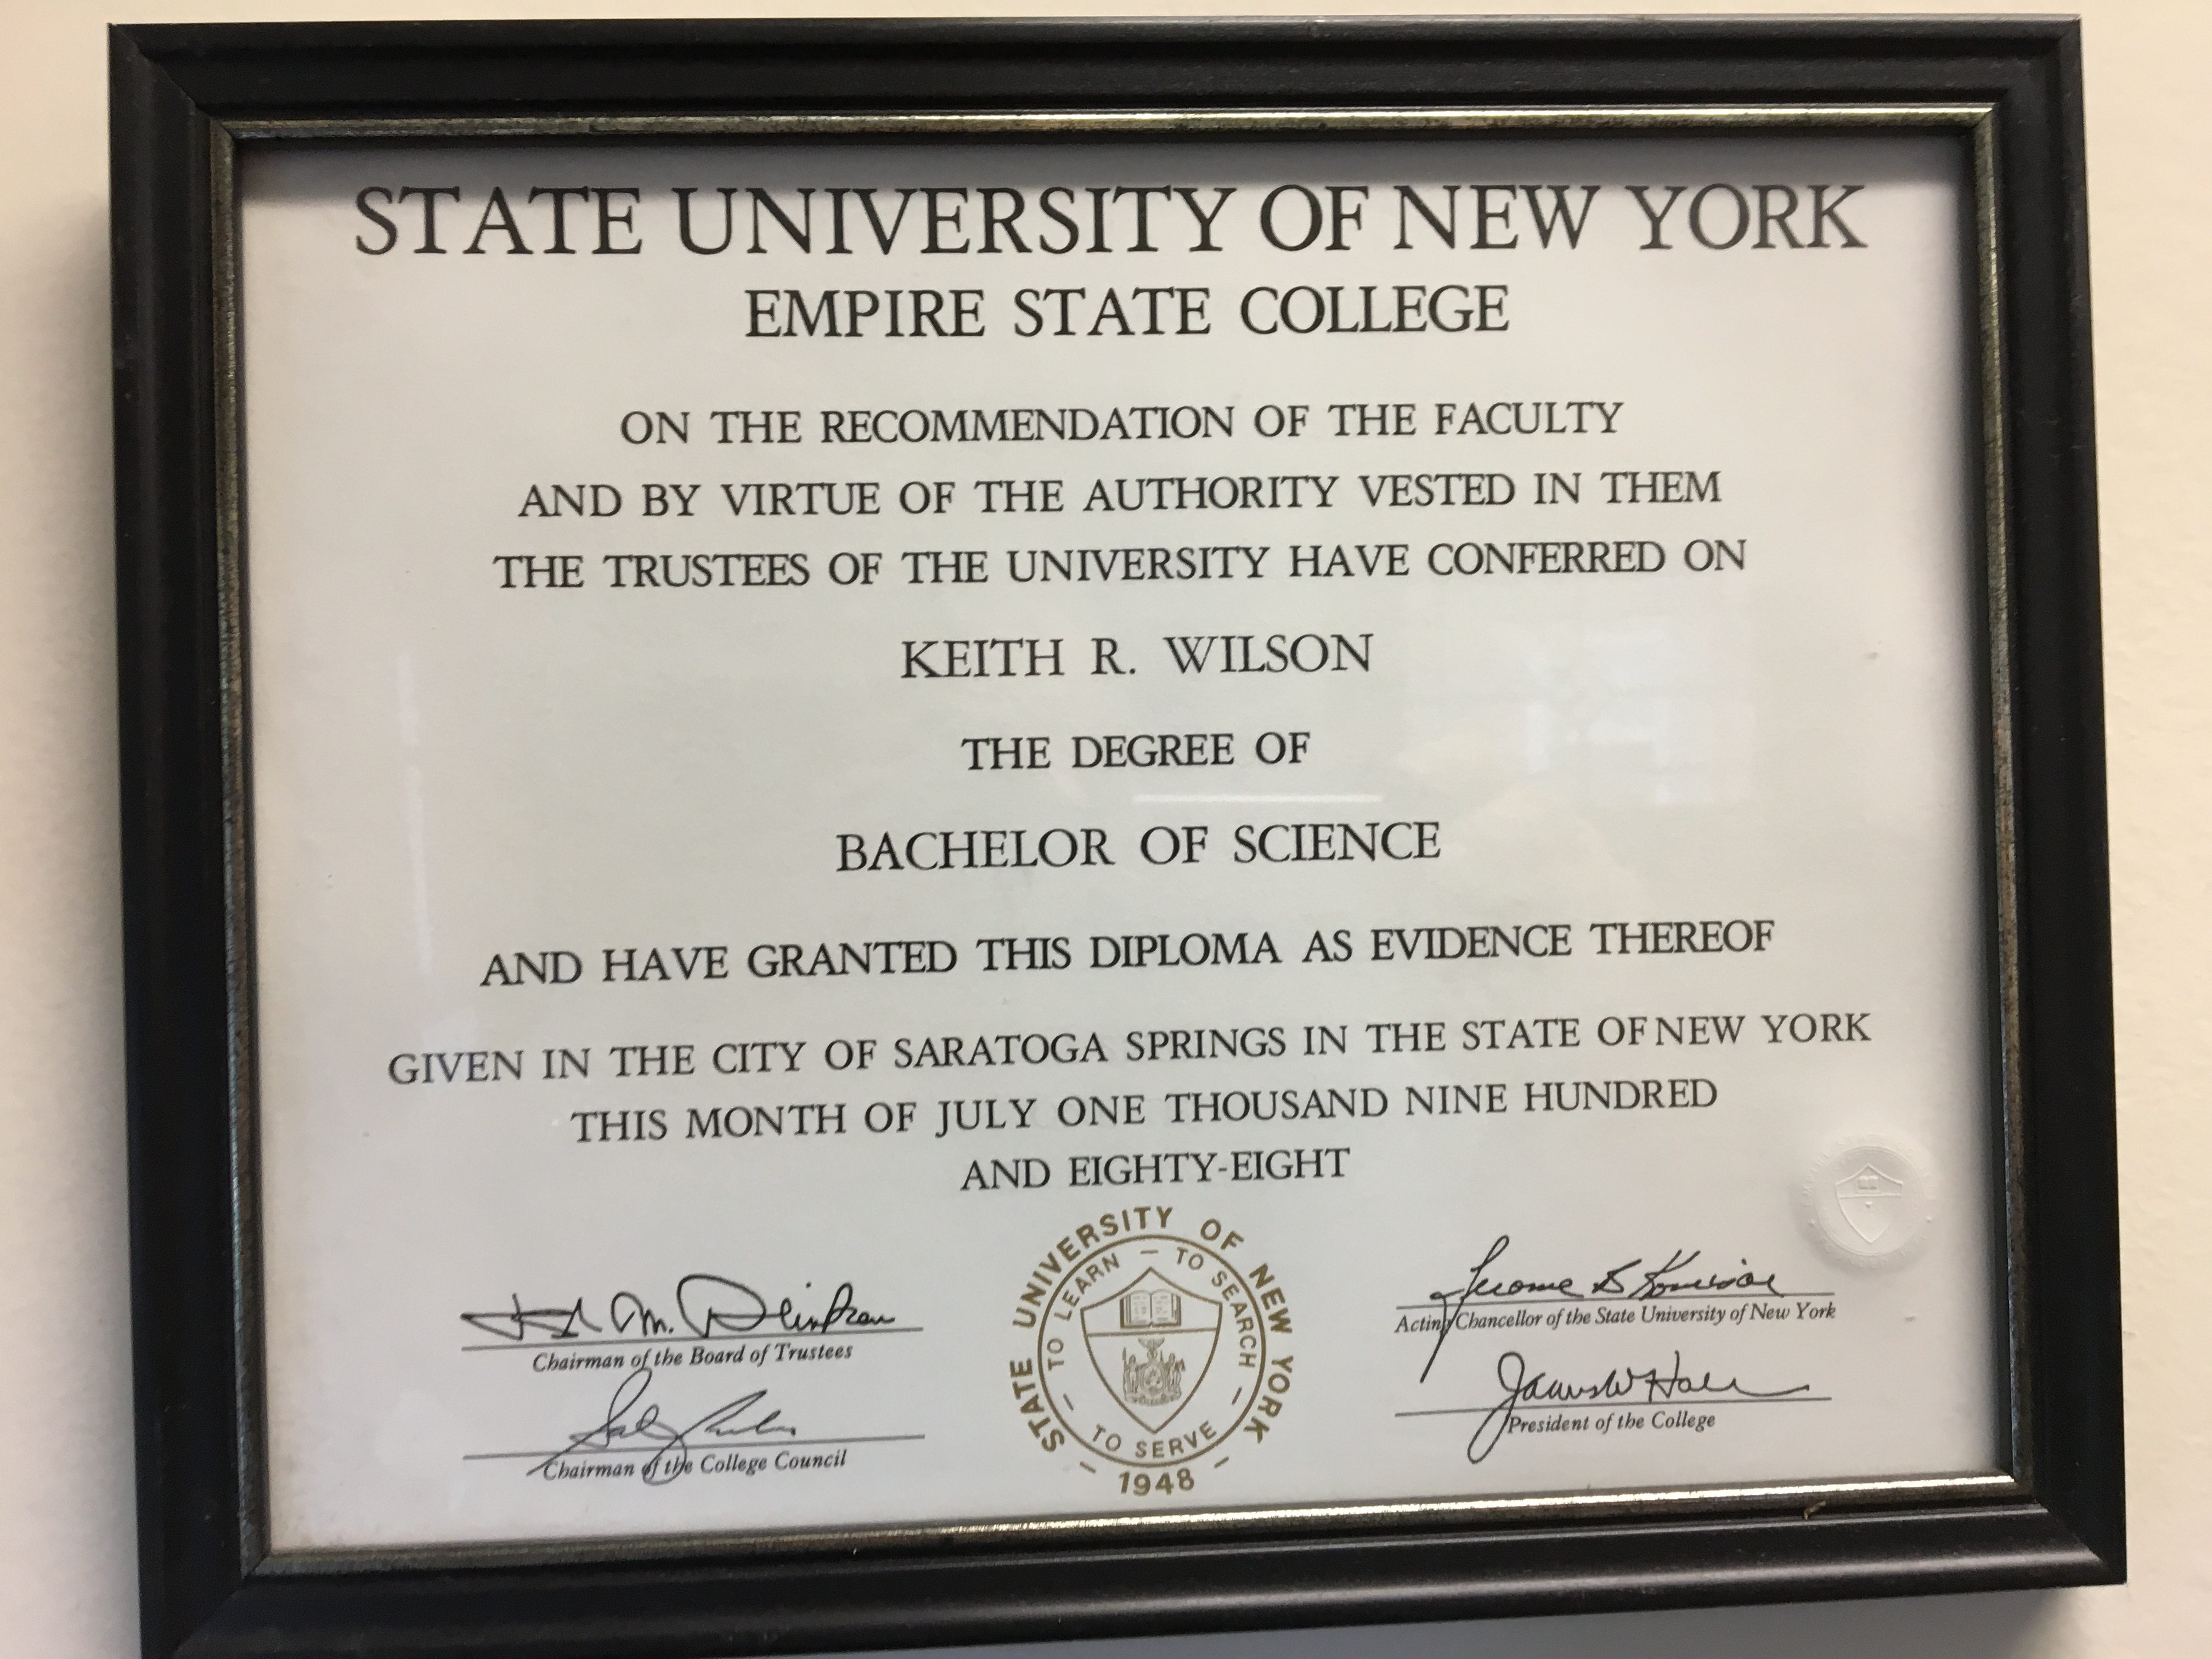 STATE UNIVERSITY OF NEW YORK
EMPIRE STATE COLLEGE
ON THE RECOMMENDATION OF THE FACULTY
AND BY VIRTUE OF THE AUTHORITY VESTED IN THEM
THE TRUSTEES OF THE UNIVERSITY HAVE CONFERRED ON
KEITH R. WILSON
THE DEGREE OF
BACHELOR OF SCIENCE
AND HAVE GRANTED THIS DIPLOMA AS EVIDENCE THEREOF
GIVEN IN THE CITY OF SARATOGA SPRINGS IN THE STATE OF NEW YORK
THIS MONTH OF JULY ONE THOUSAND NINE HUNDRED
AND EIGHTY-EIGHT
Chairman of the Board of Trustees
Chairman of the College Council
STATE UNIVERSITY OF NEW YORK
TO LEARN — TO SEARCH — TO SERVE —
– 1948 –
Jerome B
Acting Chancellor of the State University of New York
James W Hall
President of the College